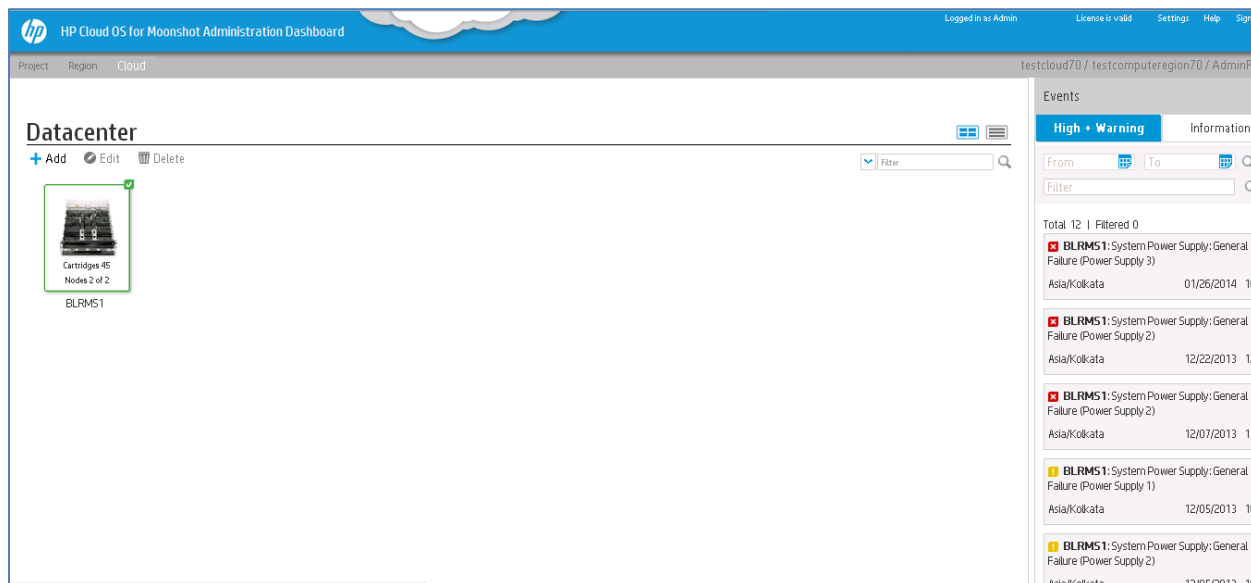 hp HP Cloud OS for Moonshot Administration Dashboard
Logged in as Admin License is valid Settings Help
Project Region Cloud
testcloud70 / testcomputeregion70
Datacenter
Add Edit Delete
Filter
Cartridges 45
Nodes 2 of 2
BLRMS1
Events
High + Warning Information
From To
Filter
Total 12 | Filtered 0
BLRMS1: System Power Supply: General
Failure (Power Supply 3)
Asia/Kolkata 01/26/2014
BLRMS1: System Power Supply: General
Failure (Power Supply 2)
Asia/Kolkata 12/22/2013
BLRMS1: System Power Supply: General
Failure (Power Supply 2)
Asia/Kolkata 12/07/2013
BLRMS1: System Power Supply: General
Failure (Power Supply 1)
Asia/Kolkata 12/05/2013
BLRMS1: System Power Supply: General
Failure (Power Supply 2)